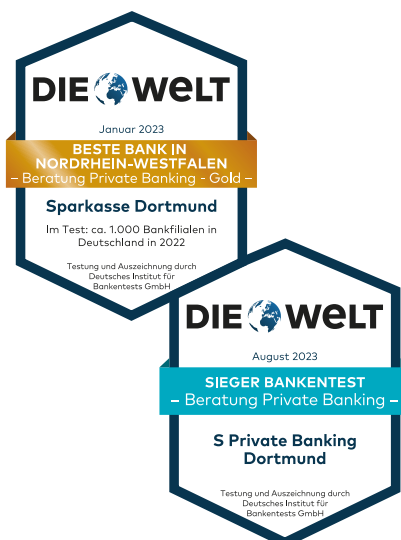 DIE WELT
Januar 2023
BESTE BANK IN
NORDRHEIN-WESTFALEN
– Beratung Private Banking - Gold –
Sparkasse Dortmund
Im Test: ca. 1.000 Bankfilialen in
Deutschland in 2022
Testung und Auszeichnung durch
Deutsches Institut für
Bankentests GmbH
DIE WELT
August 2023
SIEGER BANKENTEST
– Beratung Private Banking –
S Private Banking
Dortmund
Testung und Auszeichnung durch
Deutsches Institut für
Bankentests GmbH